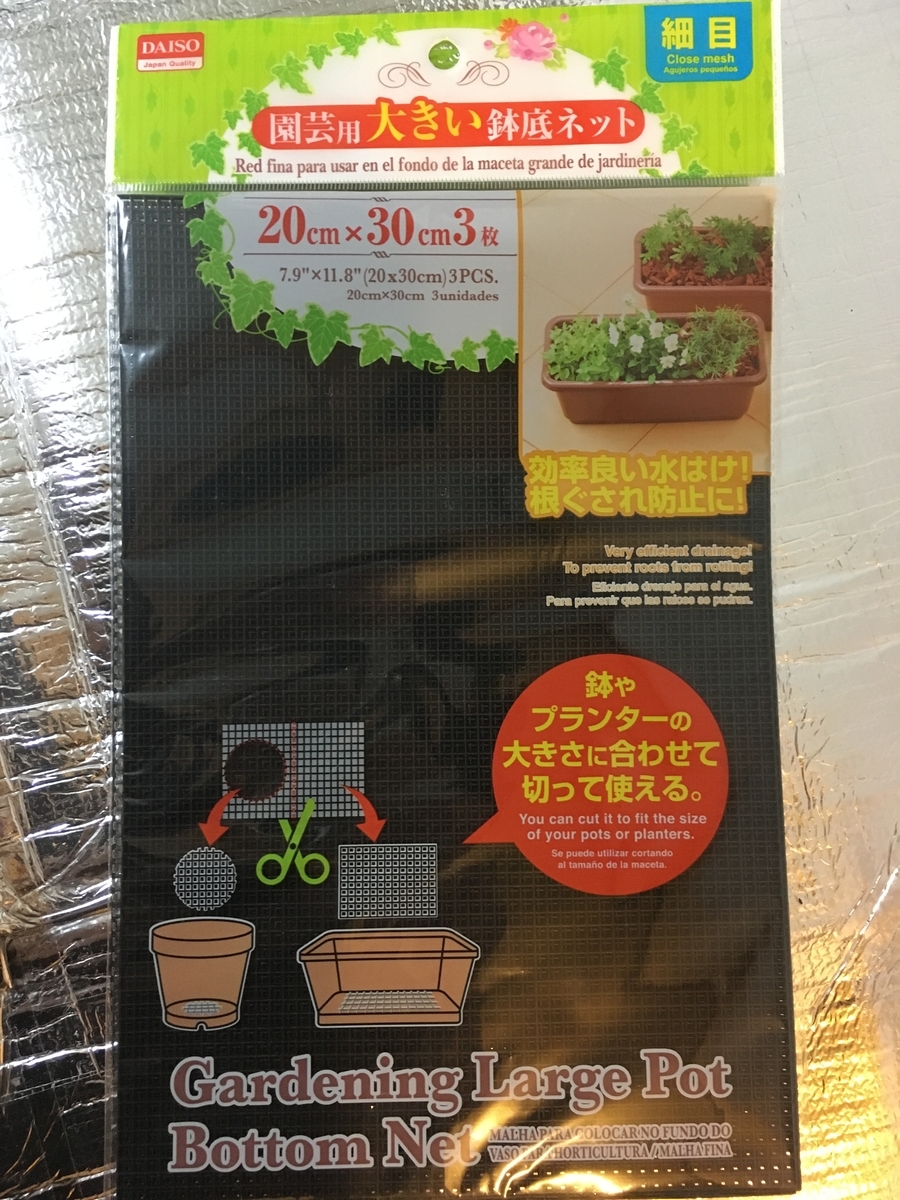 DAISO
Japan Quality
細目
Close mesh
Agujeros pequeños
園芸用大きい鉢底ネット
Red fina para usar en el fondo de la maceta grande de jardinería
20cm×30cm3枚
7.9"×11.8"(20x30cm)3PCS.
20cm×30cm 3unidades
効率良い水はけ!
根ぐされ防止に!
Very efficient drainage!
To prevent roots from rotting!
Eficiente drenaje para el agua.
Para prevenir que las raíces se pudran.
鉢や
プランターの
大きさに合わせて
切って使える。
You can cut it to fit the size
of your pots or planters.
Se puede utilizar cortando
al tamaño de la maceta.
Gardening Large Pot
Bottom Net
MALHA PARA COLOCAR NO FUNDO DO
VASO PARA HORTICULTURA / MALHA FINA